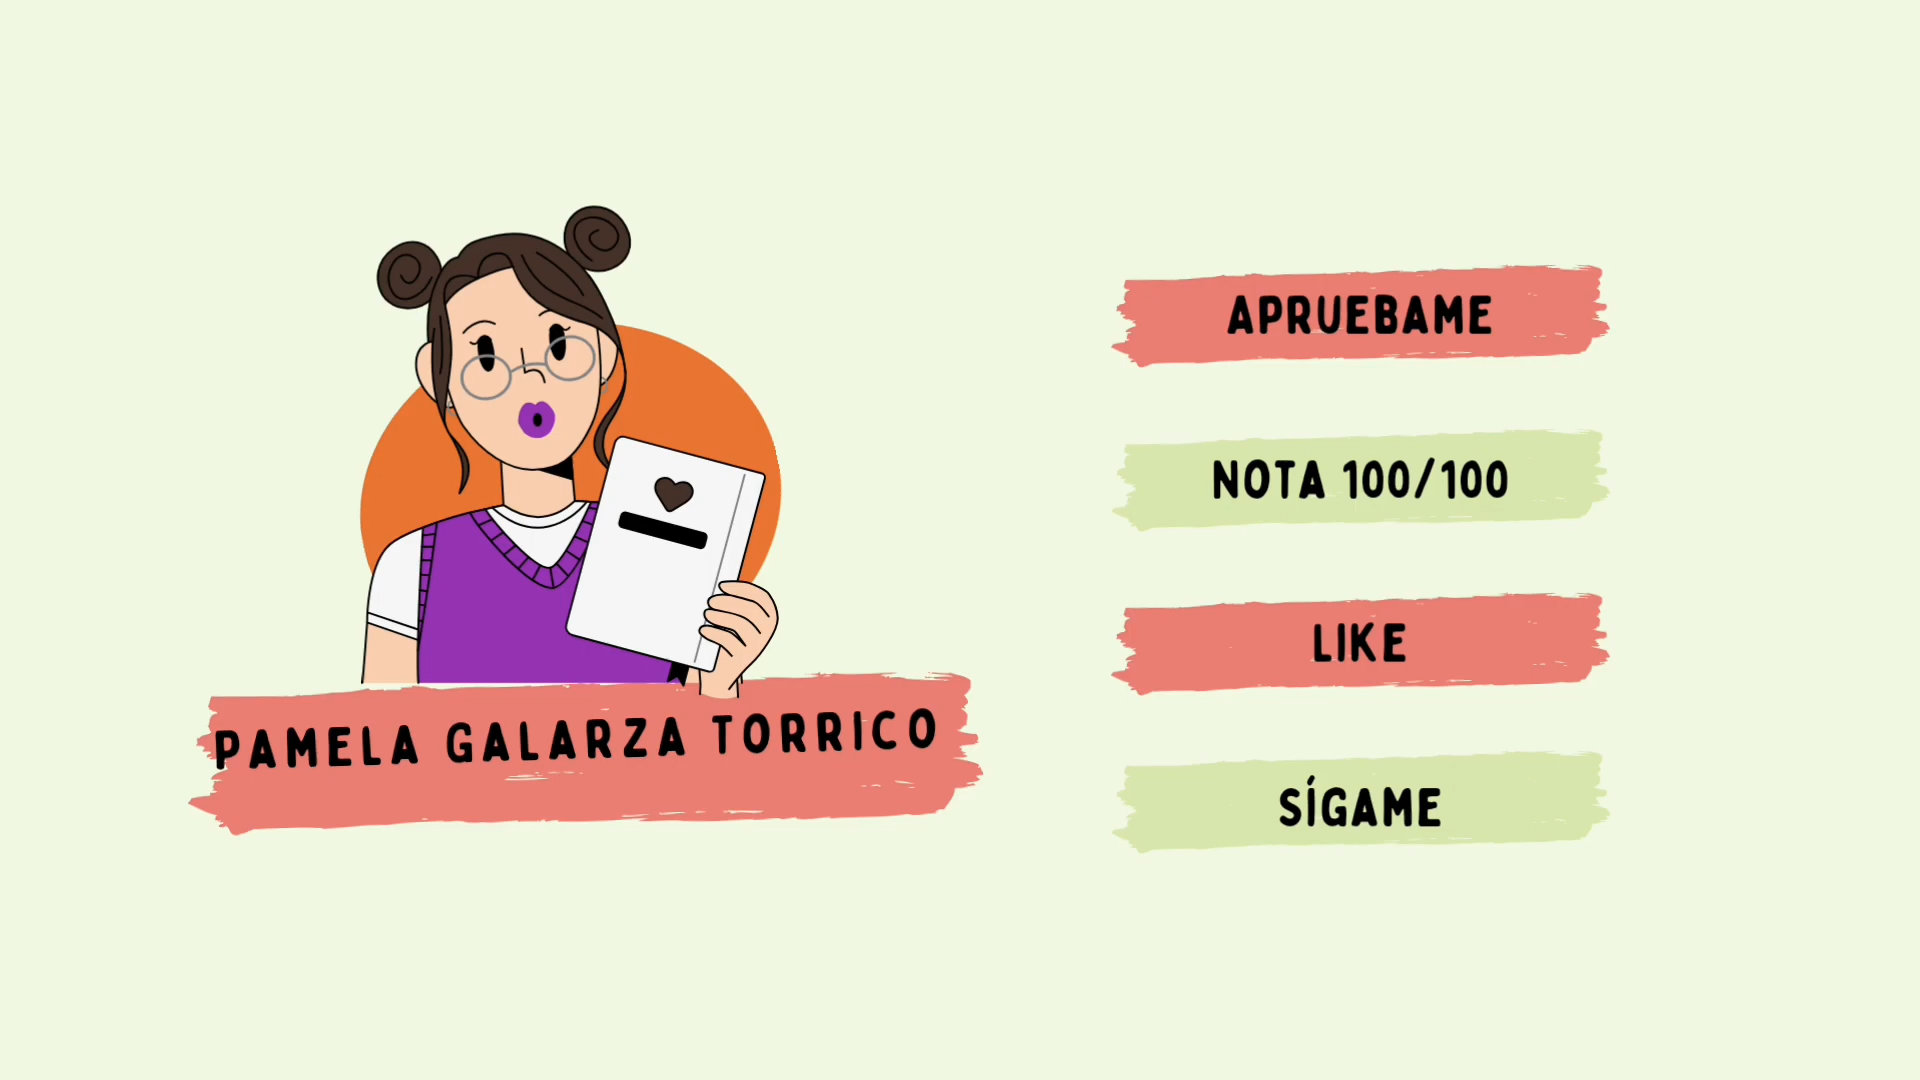 PAMELA GALARZA TORRICO
APRUEBAME
NOTA 100/100
LIKE
SÍGAME